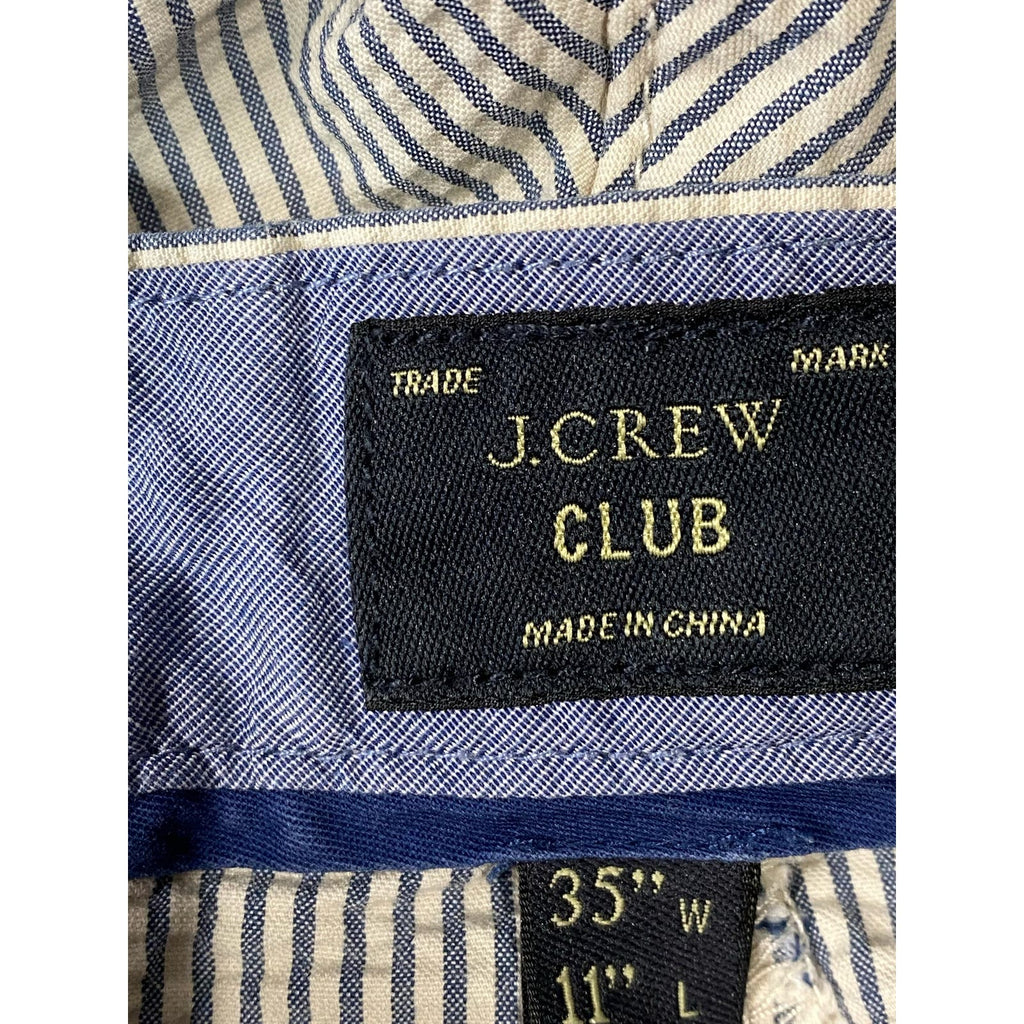 TRADE MARK
J.CREW
CLUB
MADE IN CHINA
35" W
11" L